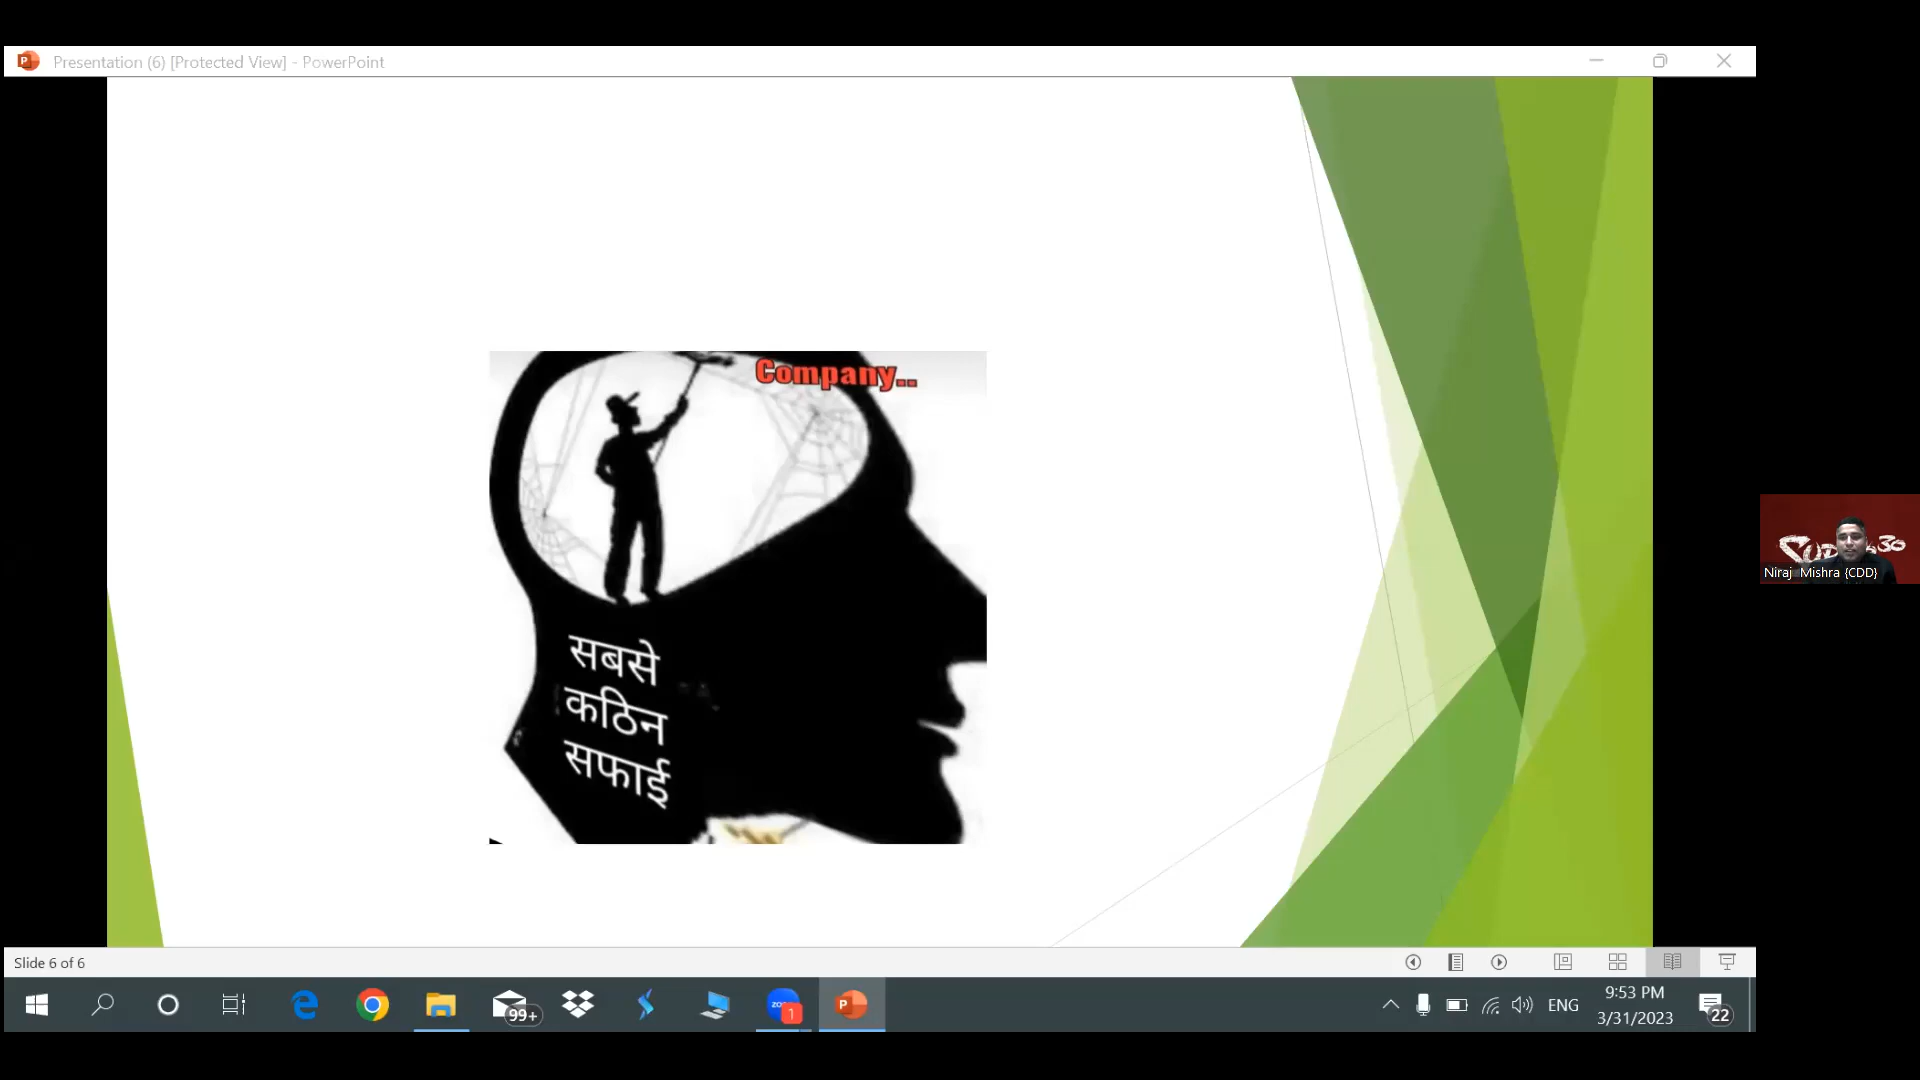 Presentation (6) [Protected View] - PowerPoint
Company..
सबसे
कठिन
सफाई
Niraj Mishra {CDD}
Slide 6 of 6
99+
1
ENG
9:53 PM
3/31/2023
22